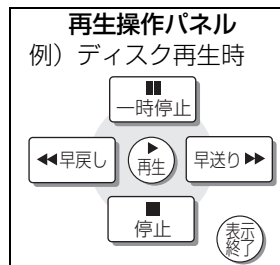 再生操作パネル
例）ディスク再生時
一時停止
早戻し
再生
早送り
停止
表示
終了